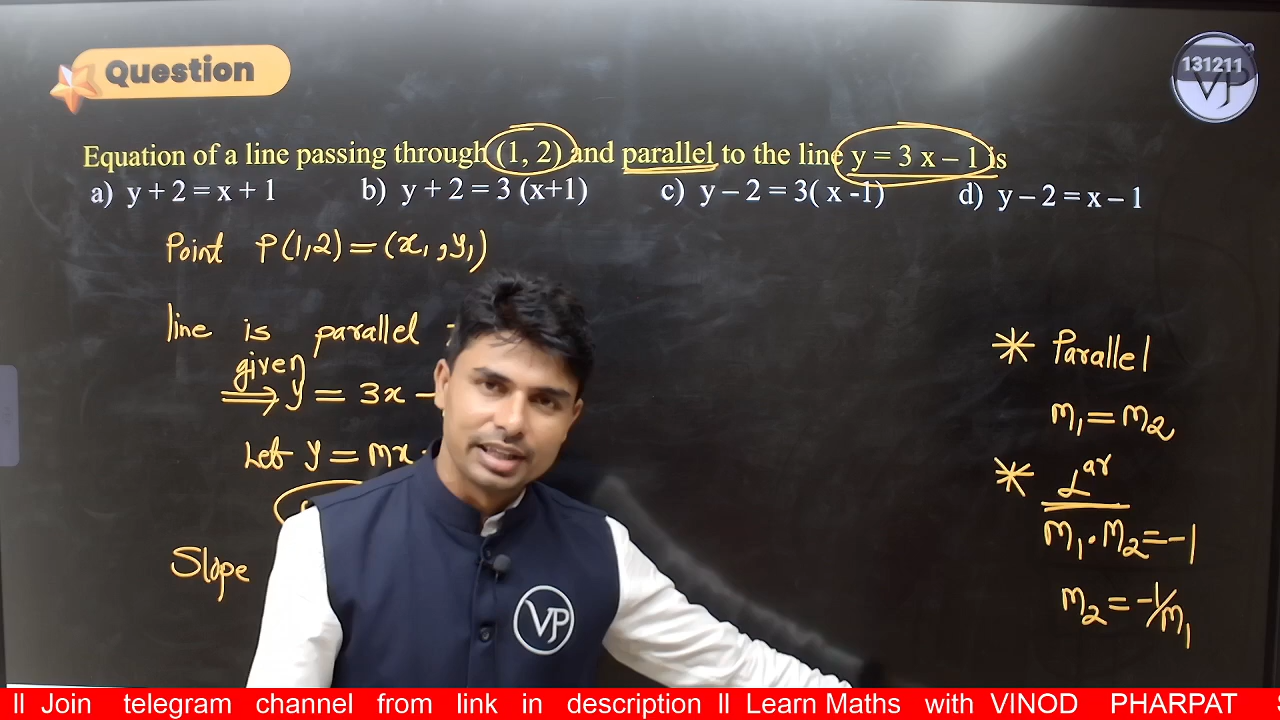 Question
131211
VP
Equation of a line passing through (1, 2) and parallel to the line y = 3 x – 1 is
a) y + 2 = x + 1 b) y + 2 = 3 (x+1) c) y – 2 = 3( x -1) d) y – 2 = x – 1
Point P(1,2) = (x₁, y₁)
line is parallel
given
⟹ y = 3x –
Let y = mx
Slope
* Parallel
m₁ = m₂
* ⊥ar
m₁ · m₂ = -1
m₂ = -1/m₁
VP
ll Join telegram channel from link in description ll Learn Maths with VINOD PHARPAT